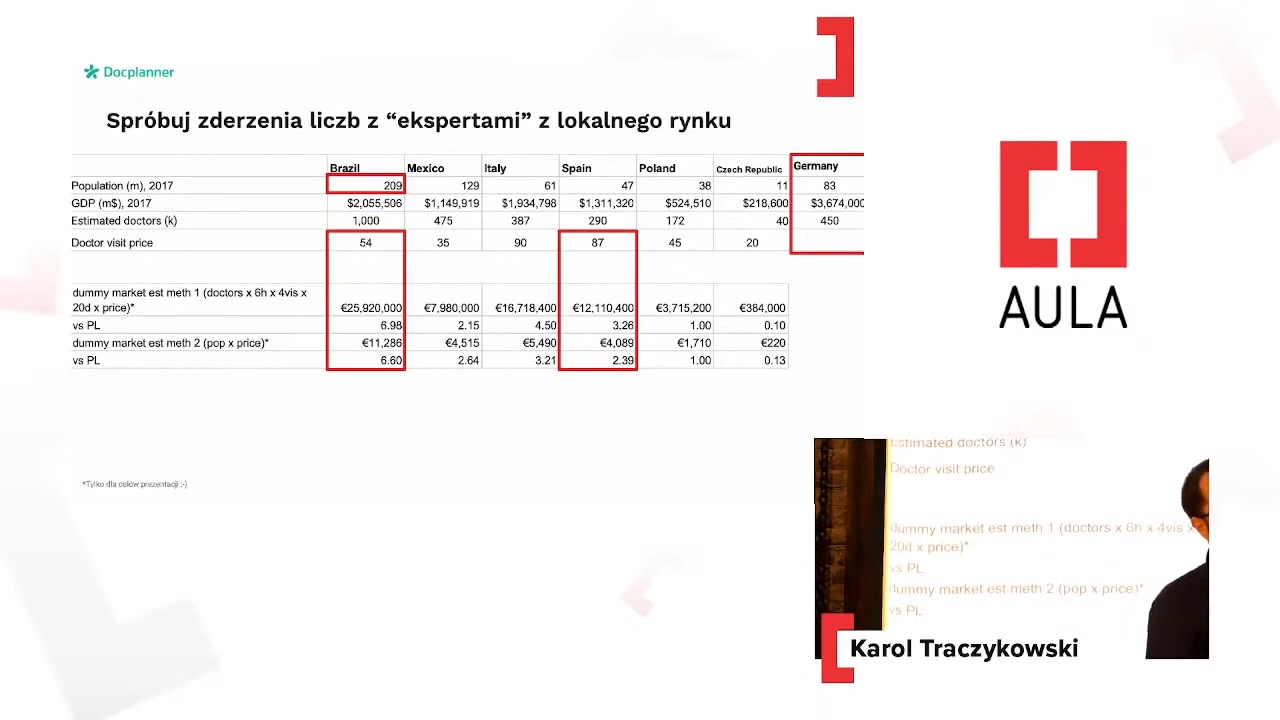 Docplanner
Spróbuj zderzenia liczb z “ekspertami” z lokalnego rynku
Brazil Mexico Italy Spain Poland Czech Republic Germany
Population (m), 2017 209 129 61 47 38 11 83
GDP (m$), 2017 $2,055,506 $1,149,919 $1,934,798 $1,311,320 $524,510 $218,600 $3,674,000
Estimated doctors (k) 1,000 475 387 290 172 40 450
Doctor visit price 54 35 90 87 45 20
dummy market est meth 1 (doctors x 6h x 4vis x
20d x price)* €25,920,000 €7,980,000 €16,718,400 €12,110,400 €3,715,200 €384,000
vs PL 6.98 2.15 4.50 3.26 1.00 0.10
dummy market est meth 2 (pop x price)* €11,286 €4,515 €5,490 €4,089 €1,710 €220
vs PL 6.60 2.64 3.21 2.39 1.00 0.13
*Tylko dla celów prezentacji ;-)
AULA
Estimated doctors (k)
Doctor visit price
dummy market est meth 1 (doctors x 6h x 4vis x
20d x price)*
vs PL
dummy market est meth 2 (pop x price)*
vs PL
Karol Traczykowski